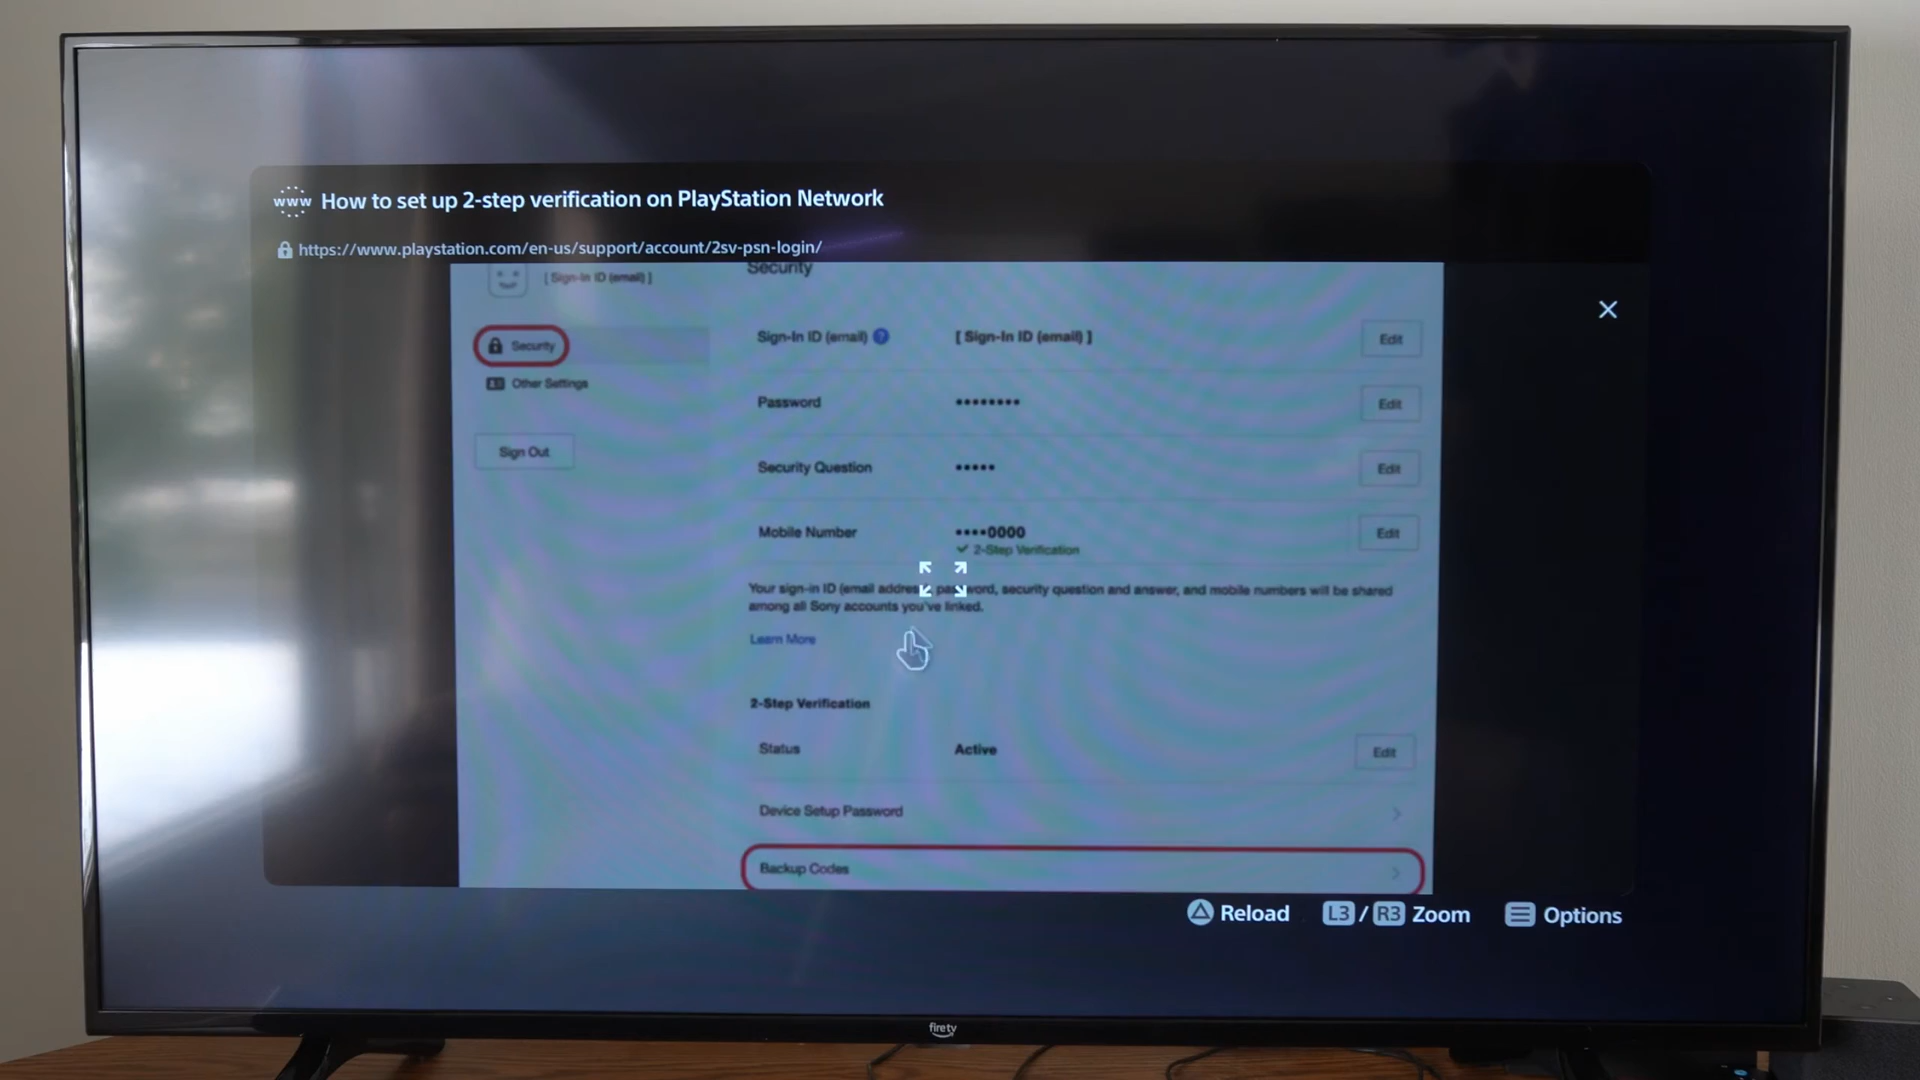 www How to set up 2-step verification on PlayStation Network
https://www.playstation.com/en-us/support/account/2sv-psn-login/
[ Sign-In ID (email) ]
Security
Security
Other Settings
Sign Out
Sign-In ID (email) ? [ Sign-In ID (email) ] Edit
Password •••••••• Edit
Security Question ••••• Edit
Mobile Number ••••0000 Edit
2-Step Verification
Your sign-in ID (email address), password, security question and answer, and mobile numbers will be shared
among all Sony accounts you've linked.
Learn More
2-Step Verification
Status Active Edit
Device Setup Password
Backup Codes
Reload L3 / R3 Zoom Options
firetv